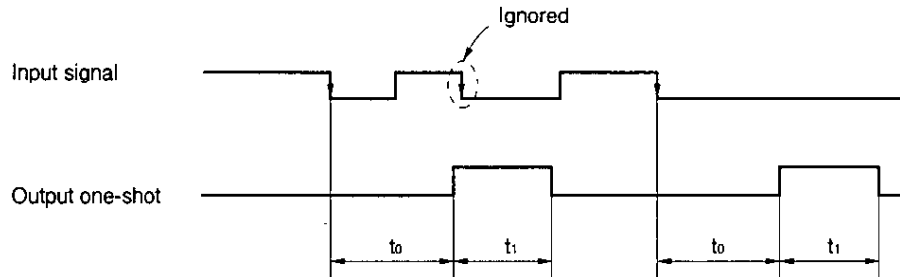 Ignored
Input signal
Output one-shot
t0 t1 t0 t1